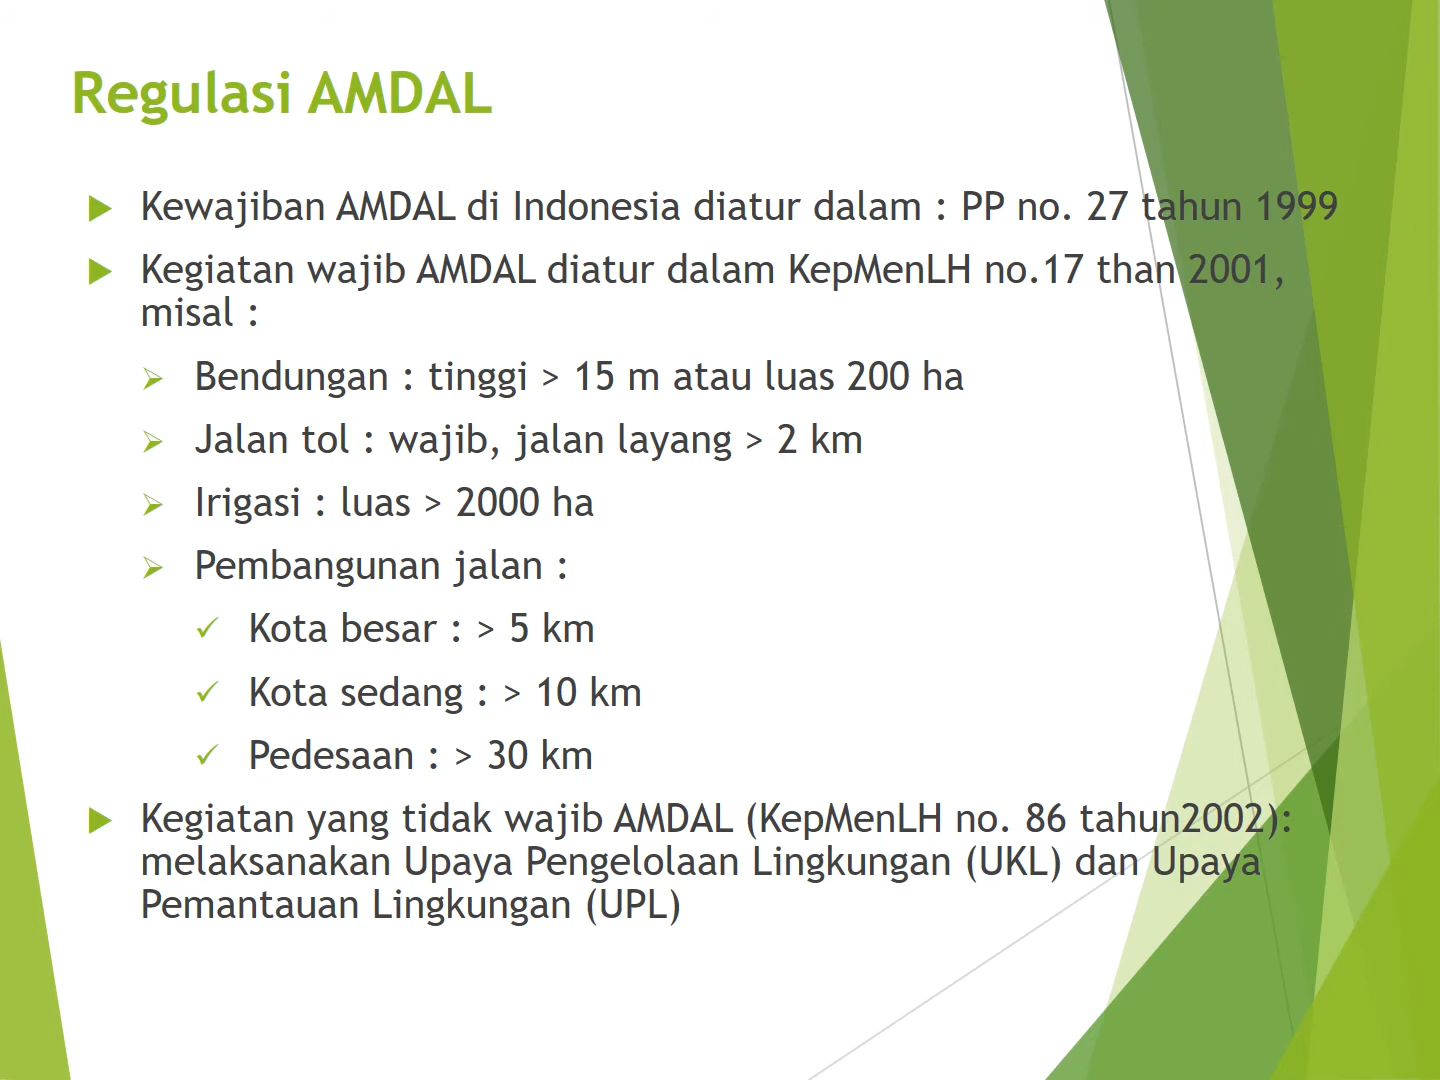 Regulasi AMDAL
Kewajiban AMDAL di Indonesia diatur dalam : PP no. 27 tahun 1999
Kegiatan wajib AMDAL diatur dalam KepMenLH no.17 than 2001,
misal :
Bendungan : tinggi > 15 m atau luas 200 ha
Jalan tol : wajib, jalan layang > 2 km
Irigasi : luas > 2000 ha
Pembangunan jalan :
Kota besar : > 5 km
Kota sedang : > 10 km
Pedesaan : > 30 km
Kegiatan yang tidak wajib AMDAL (KepMenLH no. 86 tahun2002):
melaksanakan Upaya Pengelolaan Lingkungan (UKL) dan Upaya
Pemantauan Lingkungan (UPL)